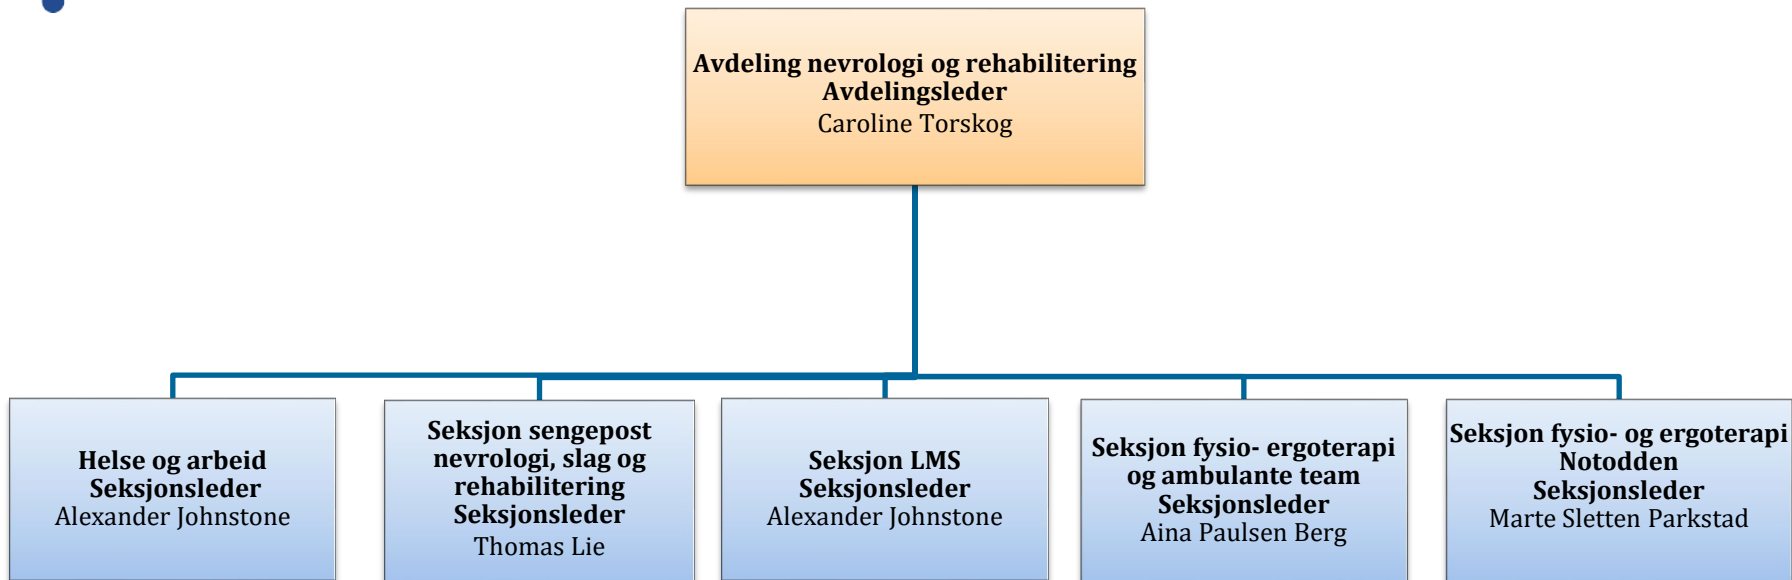 Avdeling nevrologi og rehabilitering
Avdelingsleder
Caroline Torskog
Helse og arbeid
Seksjonsleder
Alexander Johnstone
Seksjon sengepost
nevrologi, slag og
rehabilitering
Seksjonsleder
Thomas Lie
Seksjon LMS
Seksjonsleder
Alexander Johnstone
Seksjon fysio- ergoterapi
og ambulante team
Seksjonsleder
Aina Paulsen Berg
Seksjon fysio- og ergoterapi
Notodden
Seksjonsleder
Marte Sletten Parkstad